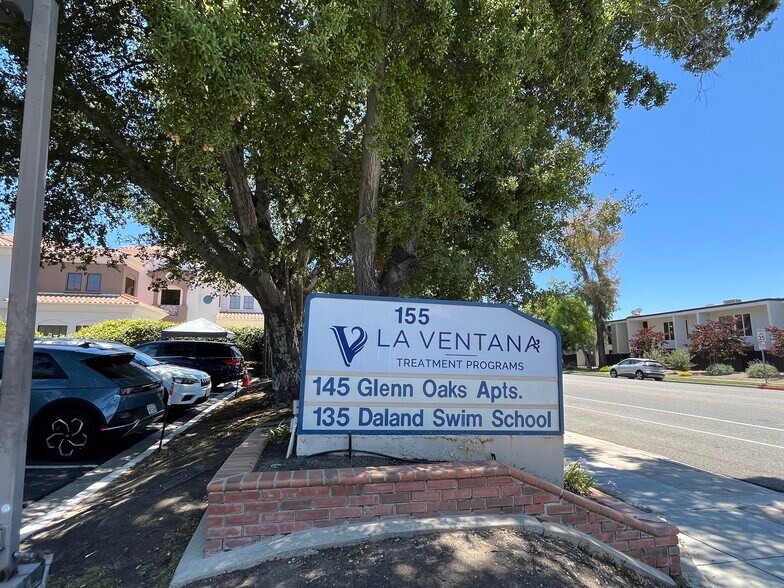 155
LA VENTANA
TREATMENT PROGRAMS
145 Glenn Oaks Apts.
135 Daland Swim School